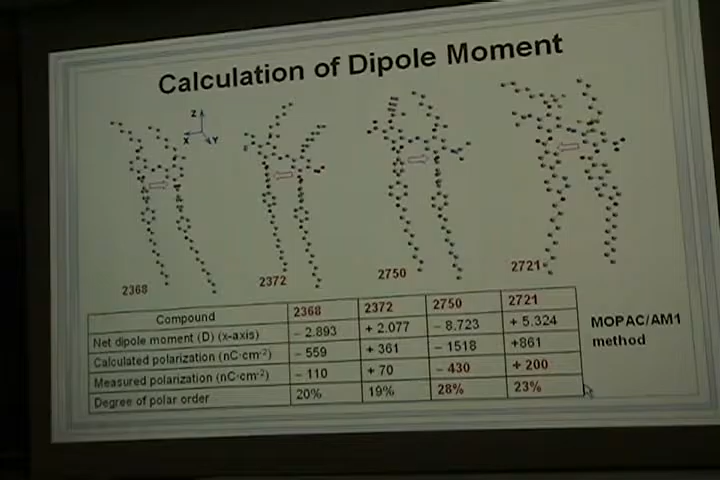 Calculation of Dipole Moment
Z
X Y
2368
2372
2750
2721
Compound 2368 2372 2750 2721
Net dipole moment (D) (x-axis) - 2.893 + 2.077 - 8.723 + 5.324
Calculated polarization (nC·cm⁻²) - 559 + 361 - 1518 +861
Measured polarization (nC·cm⁻²) - 110 + 70 - 430 + 200
Degree of polar order 20% 19% 28% 23%
MOPAC/AM1
method